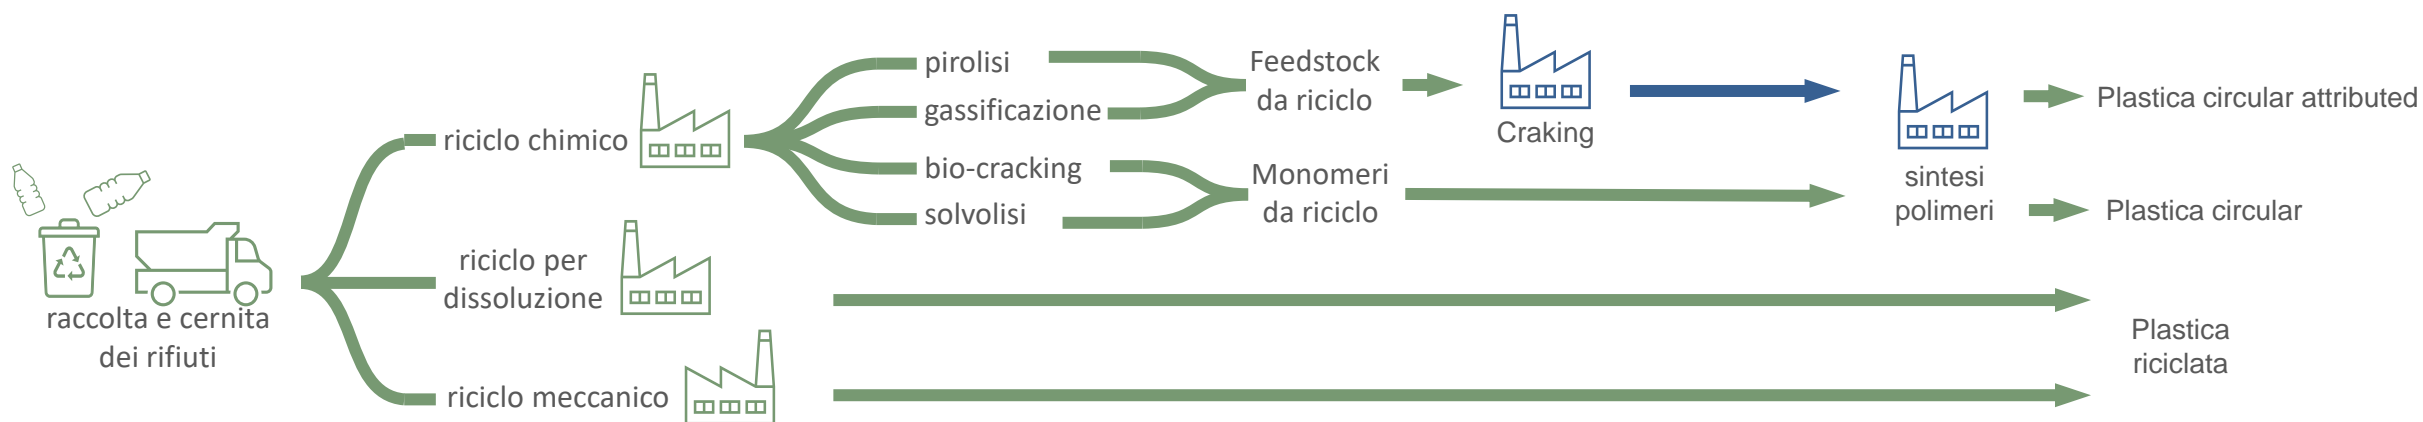 raccolta e cernita
dei rifiuti
riciclo chimico
riciclo per
dissoluzione
riciclo meccanico
pirolisi
gassificazione
bio-cracking
solvolisi
Feedstock
da riciclo
Monomeri
da riciclo
Craking
sintesi
polimeri
Plastica circular attributed
Plastica circular
Plastica
riciclata